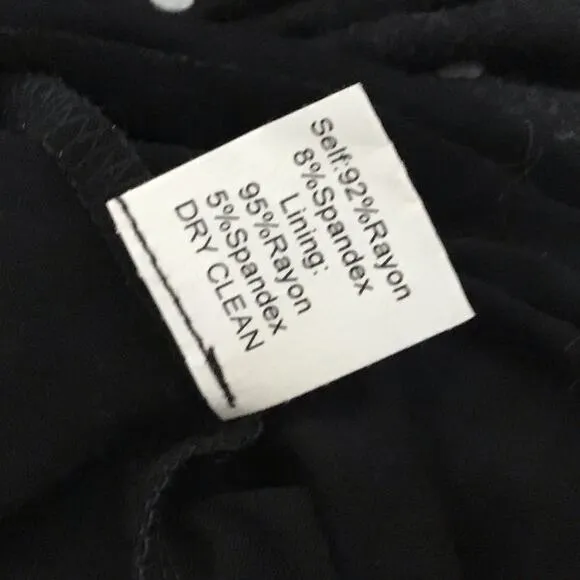 Self:92%Rayon
8%Spandex
Lining:
95%Rayon
5%Spandex
DRY CLEAN